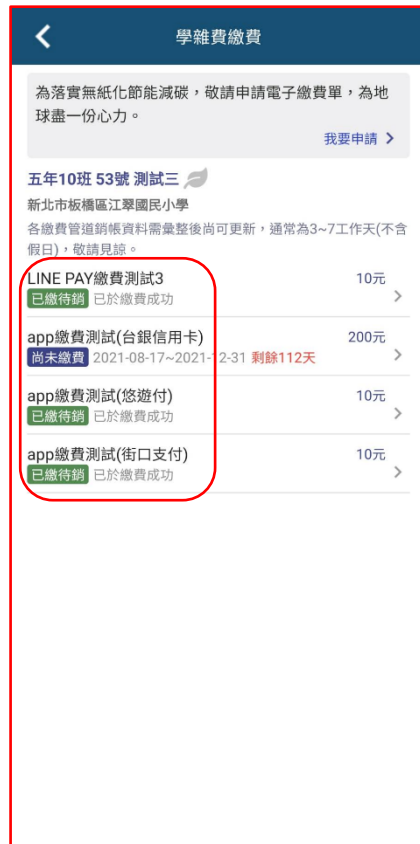 學雜費繳費
為落實無紙化節能減碳，敬請申請電子繳費單，為地
球盡一份心力。
我要申請
五年10班 53號 測試三
新北市板橋區江翠國民小學
各繳費管道銷帳資料需彙整後尚可更新，通常為3~7工作天(不含
假日)，敬請見諒。
LINE PAY繳費測試3 10元
已繳待銷 已於繳費成功
app繳費測試(台銀信用卡) 200元
尚未繳費 2021-08-17~2021-12-31 剩餘112天
app繳費測試(悠遊付) 10元
已繳待銷 已於繳費成功
app繳費測試(街口支付) 10元
已繳待銷 已於繳費成功